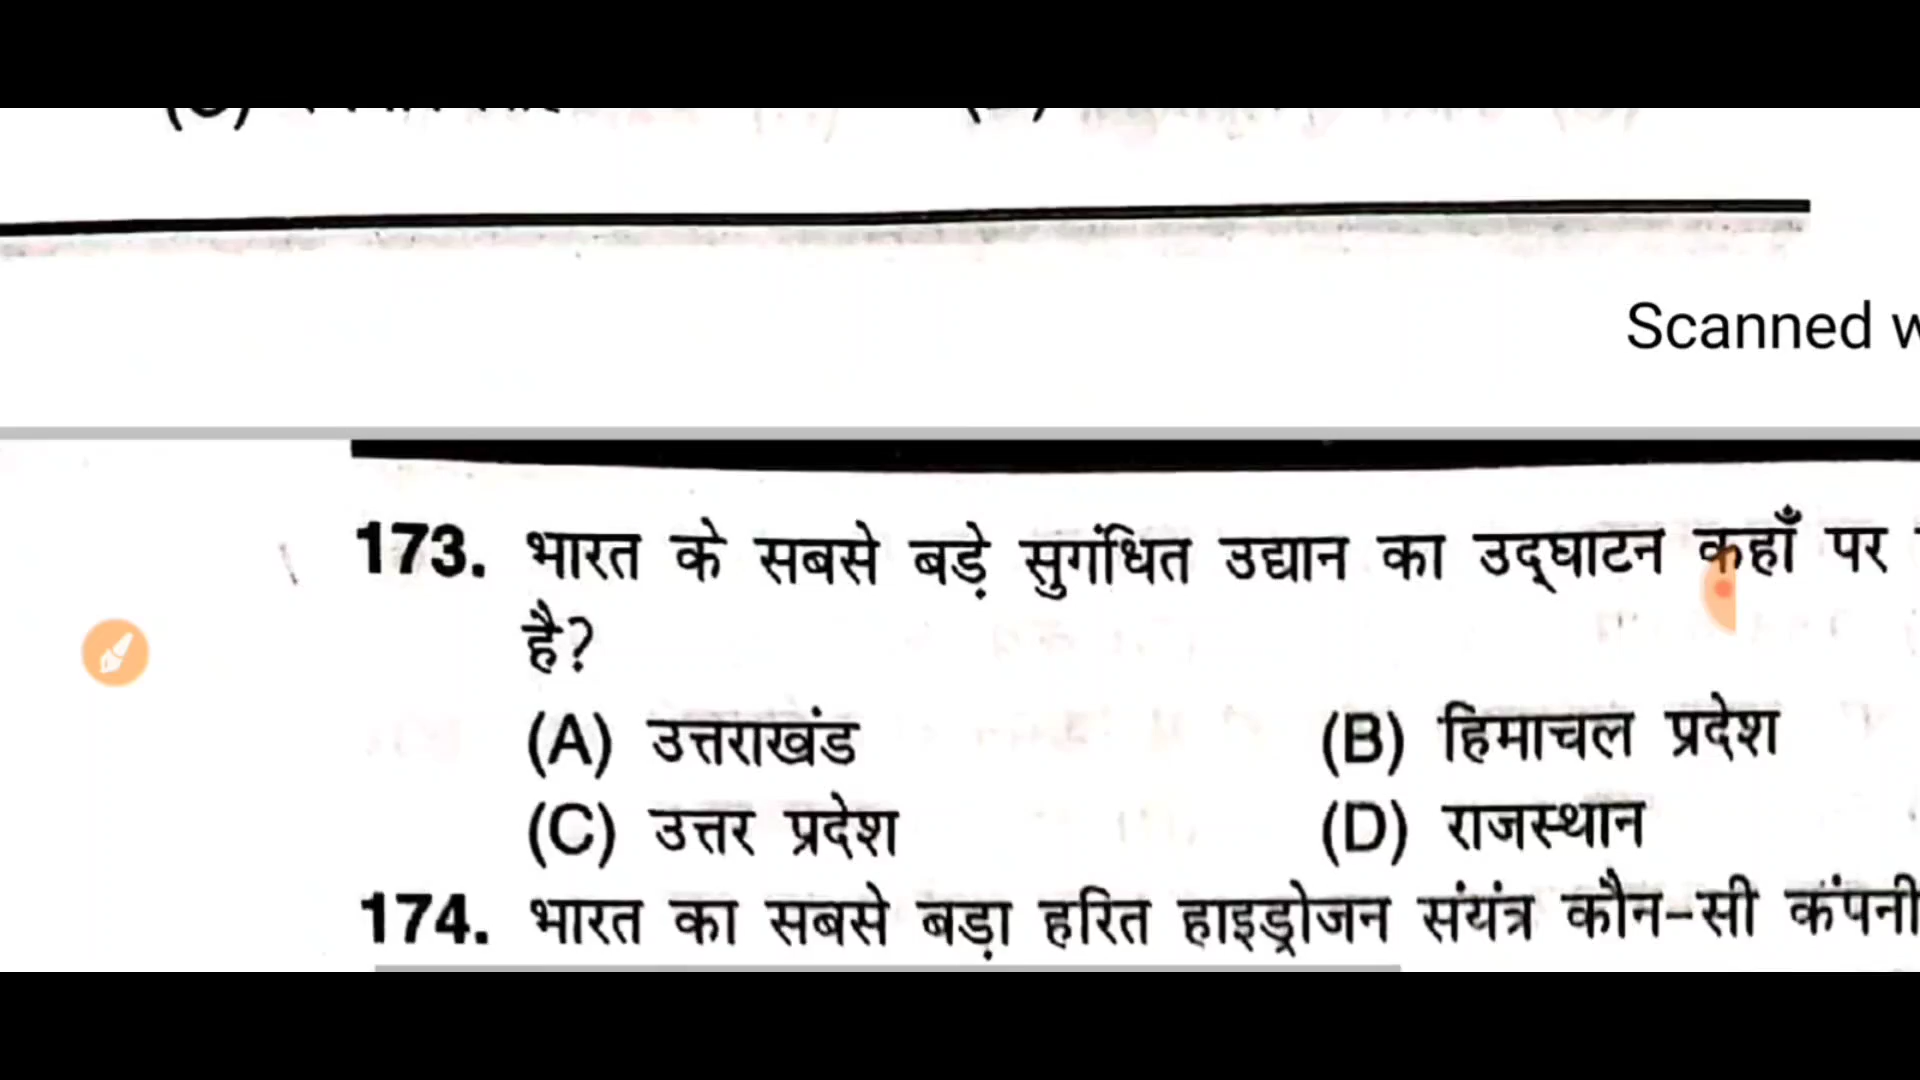 Scanned
173. भारत के सबसे बड़े सुगंधित उद्यान का उद्घाटन कहाँ पर
है?
(A) उत्तराखंड (B) हिमाचल प्रदेश
(C) उत्तर प्रदेश (D) राजस्थान
174. भारत का सबसे बड़ा हरित हाइड्रोजन संयंत्र कौन-सी कंपनी